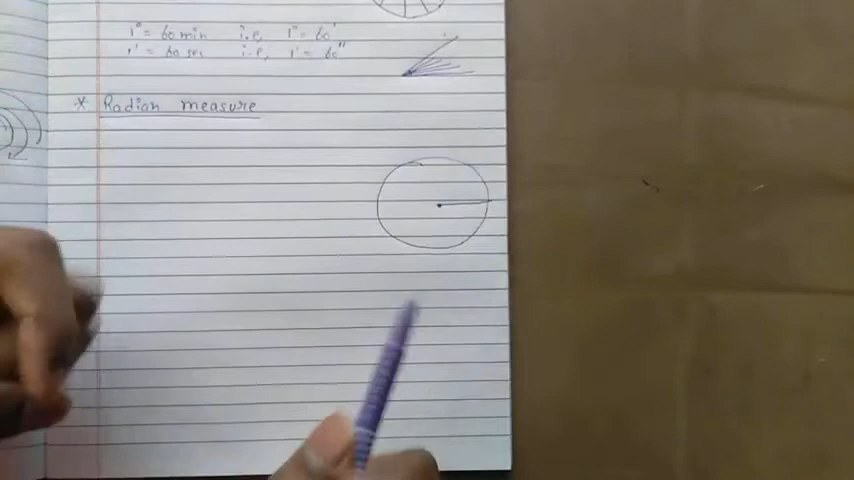 1° = 60 min i.e, 1° = 60'
1' = 60 sec i.e, 1' = 60"
* Radian measure